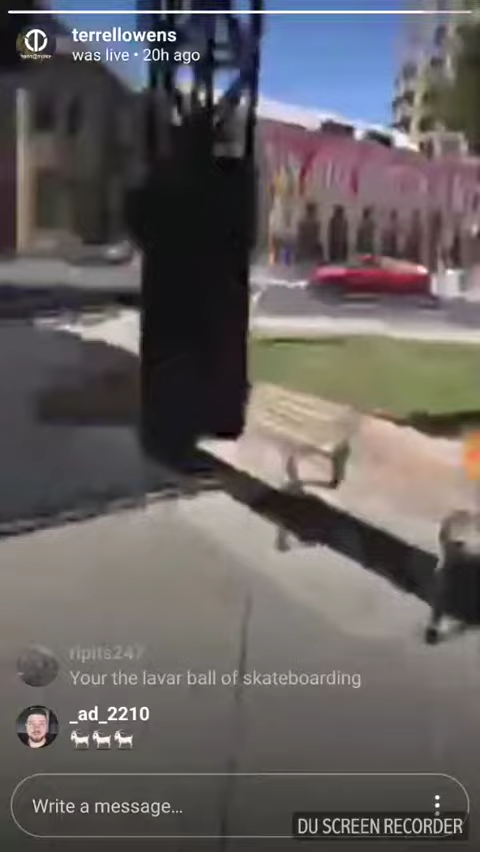 terrellowens
was live • 20h ago
ripits247
Your the lavar ball of skateboarding
_ad_2210
Write a message...
DU SCREEN RECORDER